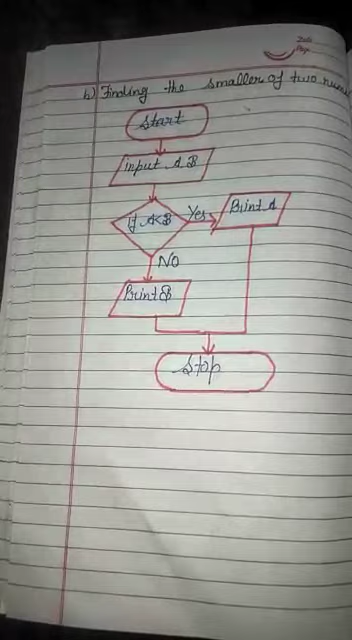 b) Finding the smaller of two num
Start
input A B
If A<B
Yes
Print A
No
Print B
Stop